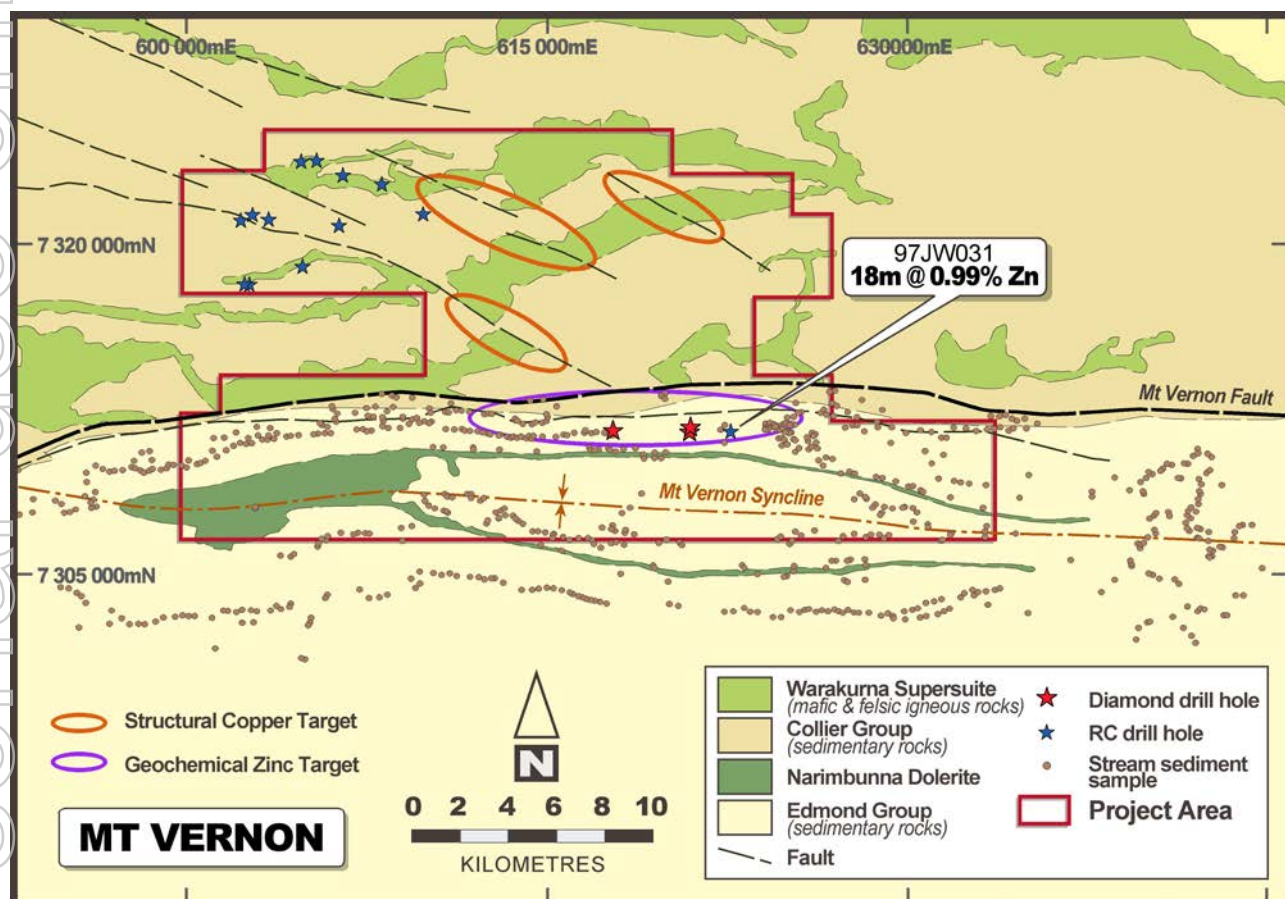 600 000mE
615 000mE
630000mE
7 320 000mN
97JW031
18m @ 0.99% Zn
Mt Vernon Fault
Mt Vernon Syncline
7 305 000mN
Structural Copper Target
Geochemical Zinc Target
MT VERNON
N
0 2 4 6 8 10
KILOMETRES
Warakurna Supersuite
(mafic & felsic igneous rocks)
Collier Group
(sedimentary rocks)
Narimbunna Dolerite
Edmond Group
(sedimentary rocks)
Fault
Diamond drill hole
RC drill hole
Stream sediment
sample
Project Area